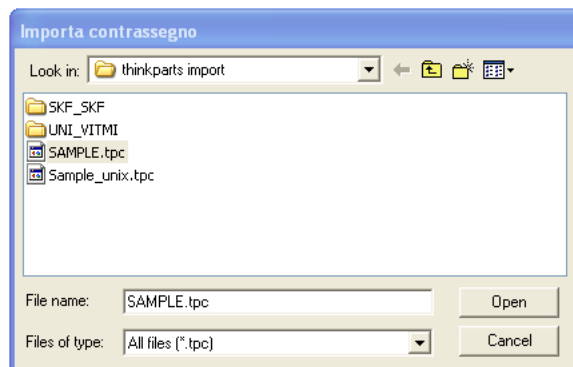 Importa contrassegno
Look in: thinkparts import
SKF_SKF
UNI_VITMI
SAMPLE.tpc
Sample_unix.tpc
File name: SAMPLE.tpc Open
Files of type: All files (*.tpc) Cancel